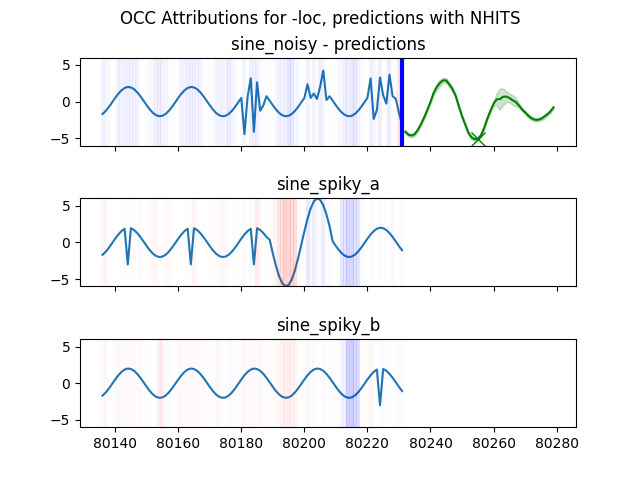 OCC Attributions for -loc, predictions with NHITS
sine_noisy - predictions
5
0
−5
sine_spiky_a
5
0
−5
sine_spiky_b
5
0
−5
80140 80160 80180 80200 80220 80240 80260 80280